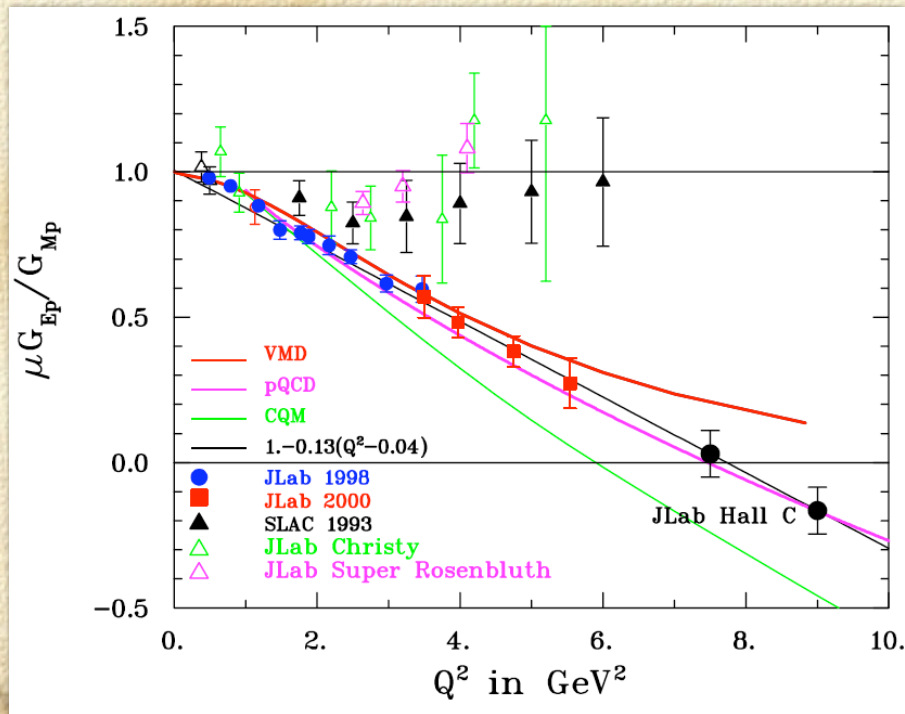 1.5
1.0
0.5
0.0
−0.5
μG_Ep/G_Mp
VMD
pQCD
CQM
1.−0.13(Q²−0.04)
JLab 1998
JLab 2000
SLAC 1993
JLab Christy
JLab Super Rosenbluth
JLab Hall C
0. 2. 4. 6. 8. 10.
Q² in GeV²